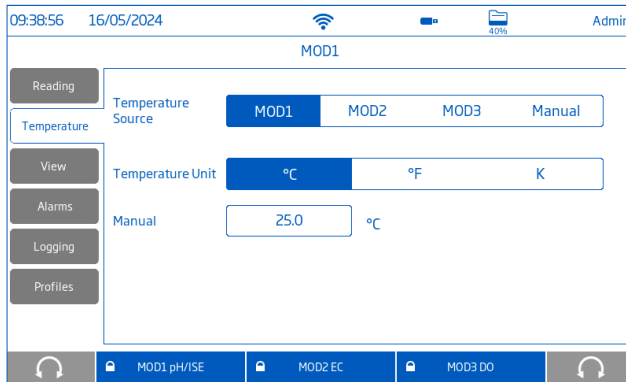 09:38:56 16/05/2024 40% Admin
MOD1
Reading
Temperature
View
Alarms
Logging
Profiles
Temperature
Source
MOD1 MOD2 MOD3 Manual
Temperature Unit °C °F K
Manual 25.0 °C
MOD1 pH/ISE MOD2 EC MOD3 DO